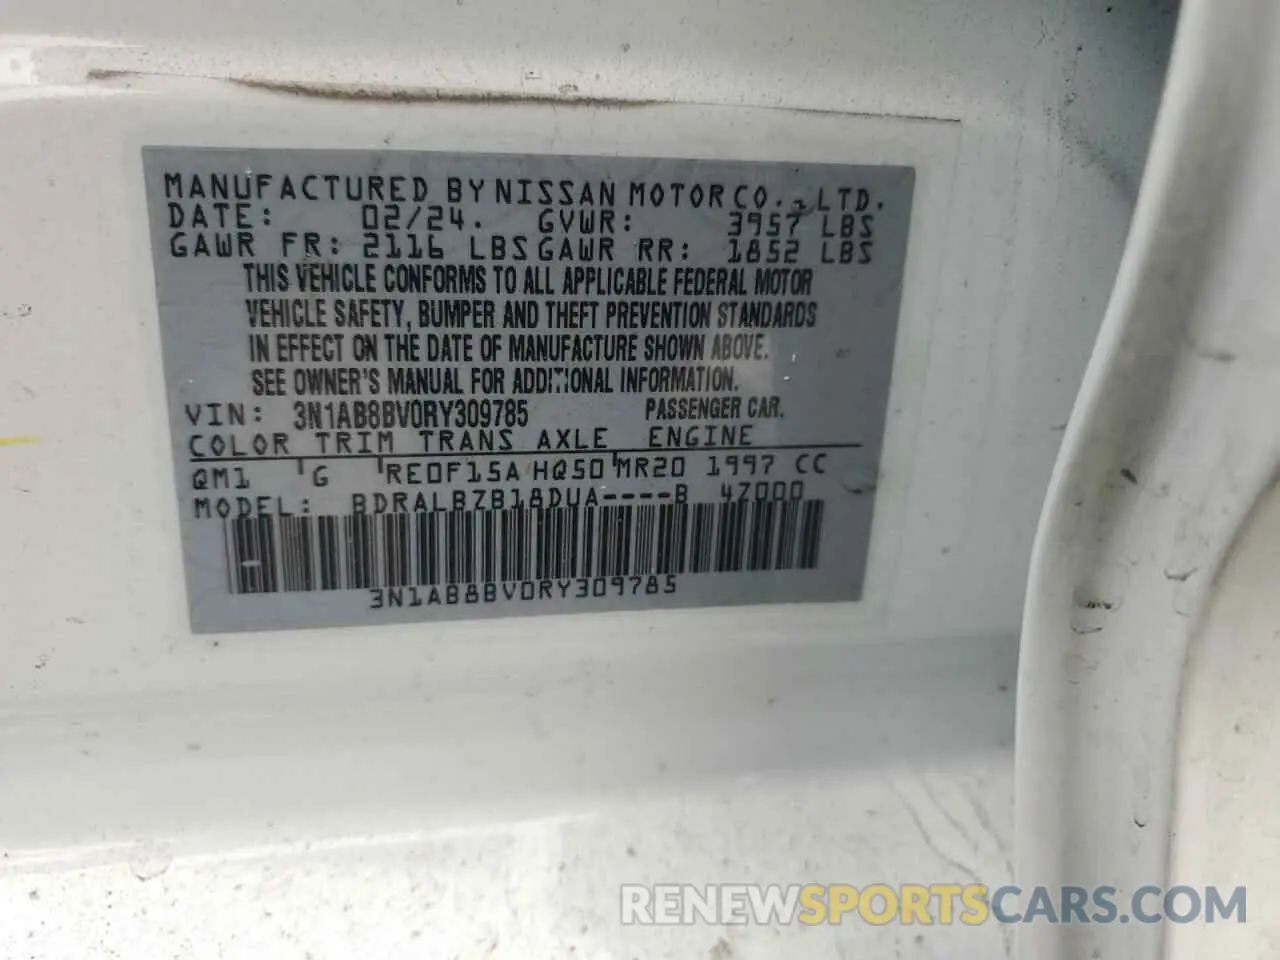 MANUFACTURED BY NISSAN MOTOR CO., LTD.
DATE: 02/24. GVWR: 3957 LBS
GAWR FR: 2116 LBS GAWR RR: 1852 LBS
THIS VEHICLE CONFORMS TO ALL APPLICABLE FEDERAL MOTOR
VEHICLE SAFETY, BUMPER AND THEFT PREVENTION STANDARDS
IN EFFECT ON THE DATE OF MANUFACTURE SHOWN ABOVE.
SEE OWNER'S MANUAL FOR ADDITIONAL INFORMATION.
VIN: 3N1AB8BV0RY309785 PASSENGER CAR.
COLOR TRIM TRANS AXLE ENGINE
QM1 G RE0F15A HQ50 MR20 1997 CC
MODEL: BDRALBZB18DUA----B 4Z000
3N1AB8BV0RY309785
RENEWSPORTSCARS.COM